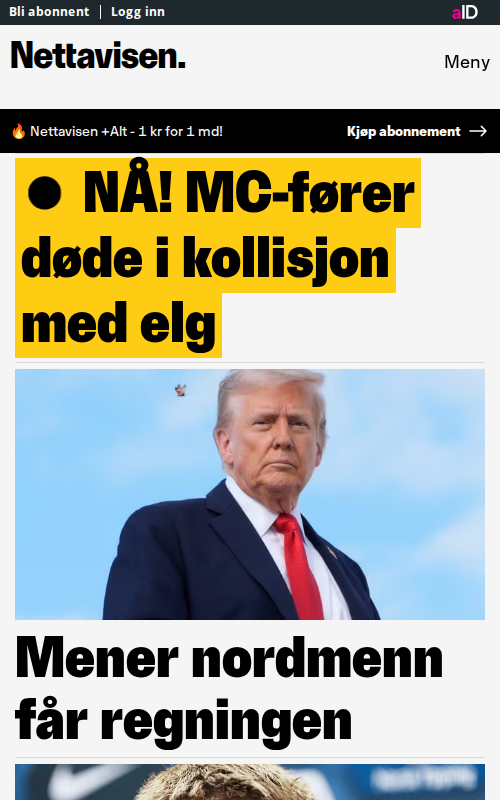 Bli abonnent | Logg inn
aID
Nettavisen.
Meny
🔥 Nettavisen +Alt - 1 kr for 1 md!
Kjøp abonnement →
● NÅ! MC-fører
døde i kollisjon
med elg
Mener nordmenn
får regningen